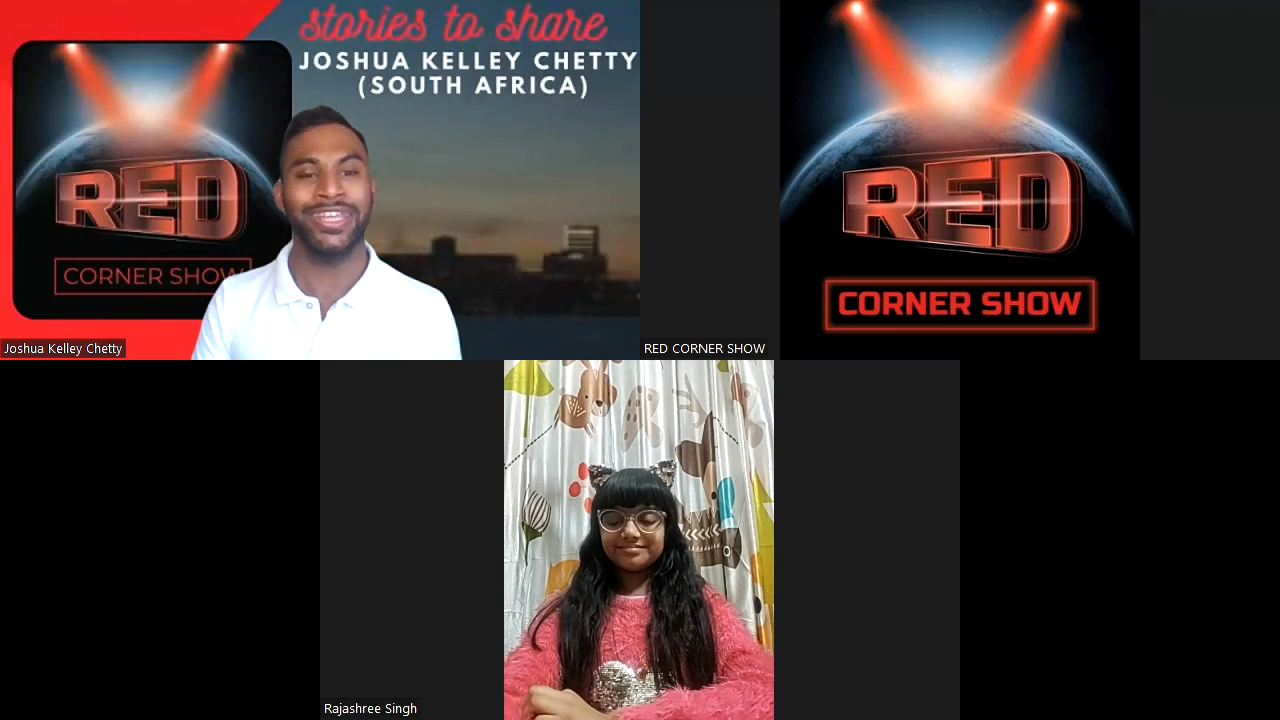 stories to share
JOSHUA KELLEY CHETTY
(SOUTH AFRICA)
RED
CORNER SHOW
Joshua Kelley Chetty
RED
CORNER SHOW
RED CORNER SHOW
Rajashree Singh